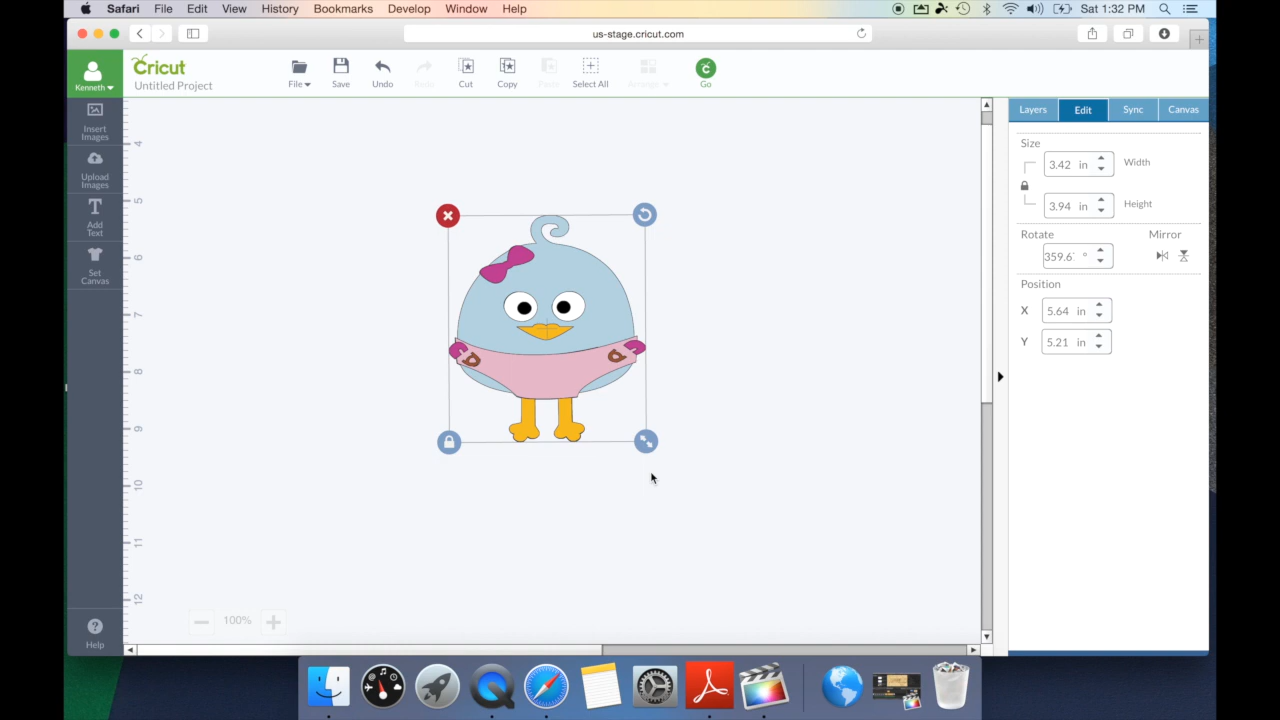 Safari File Edit View History Bookmarks Develop Window Help Sat 1:32 PM
us-stage.cricut.com
Kenneth
Cricut
Untitled Project
File Save Undo Redo Cut Copy Paste Select All Arrange Go
Insert
Images
Upload
Images
Add
Text
Set
Canvas
Help
4
5
6
7
8
9
10
11
12
100%
Layers Edit Sync Canvas
Size
3.42 in Width
3.94 in Height
Rotate Mirror
359.6 °
Position
X 5.64 in
Y 5.21 in